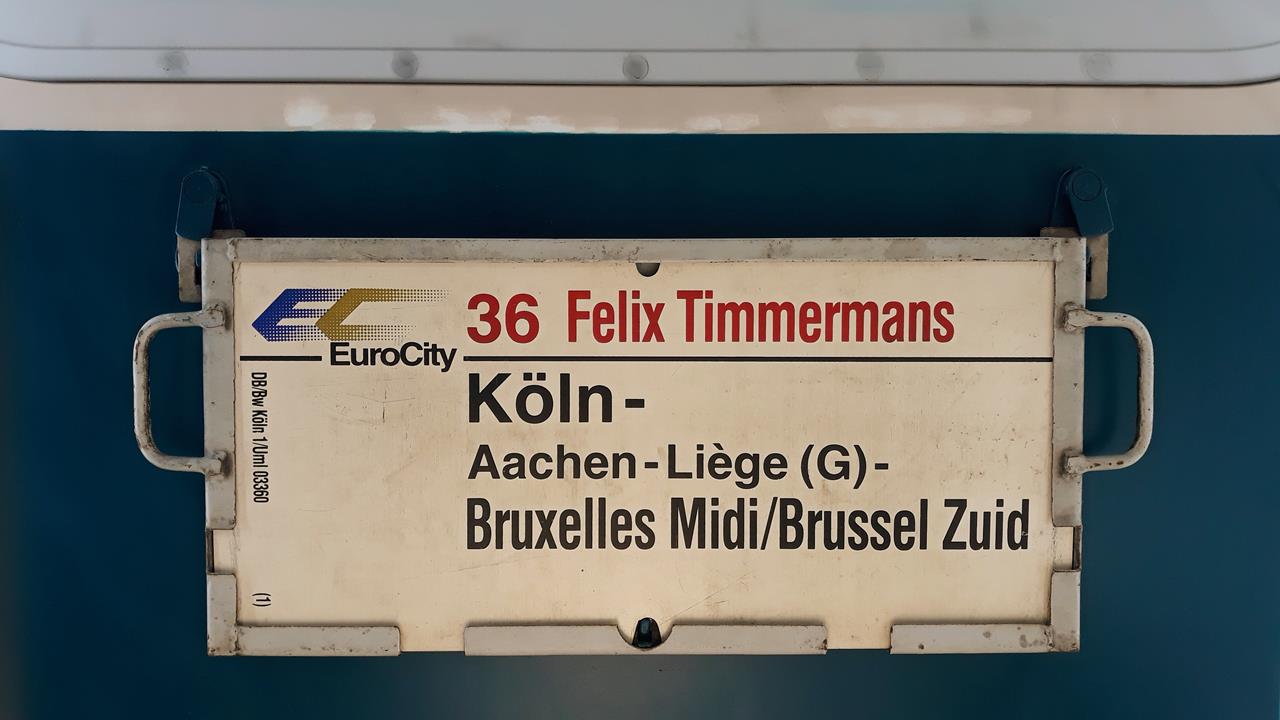 EC 36 Felix Timmermans
EuroCity
Köln -
Aachen - Liège (G) -
Bruxelles Midi/Brussel Zuid
DB/Bw Köln 1/Uml 03360
(1)